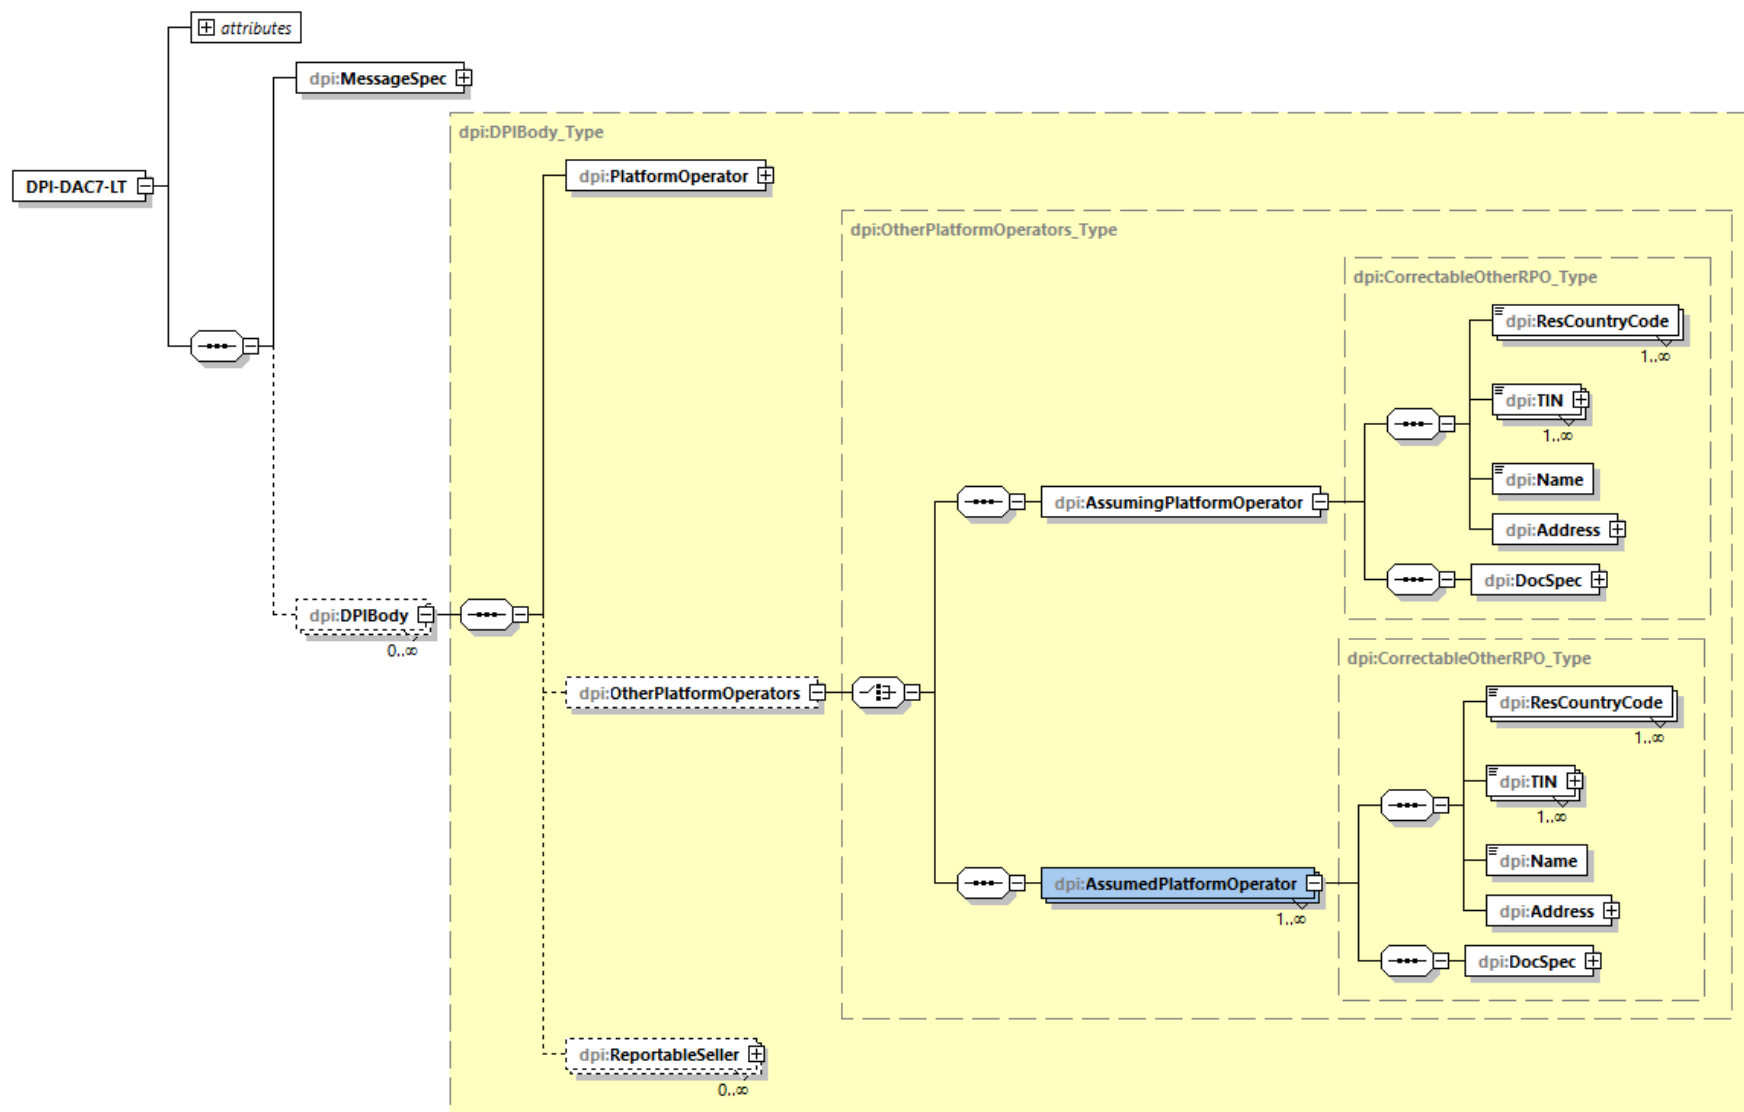 attributes
dpi:MessageSpec
dpi:DPIBody_Type
dpi:PlatformOperator
DPI-DAC7-LT
dpi:OtherPlatformOperators_Type
dpi:CorrectableOtherRPO_Type
dpi:ResCountryCode
1..∞
dpi:TIN
1..∞
dpi:Name
dpi:AssumingPlatformOperator
dpi:Address
dpi:DocSpec
dpi:DPIBody
0..∞
dpi:CorrectableOtherRPO_Type
dpi:OtherPlatformOperators
dpi:ResCountryCode
1..∞
dpi:TIN
1..∞
dpi:Name
dpi:AssumedPlatformOperator
1..∞
dpi:Address
dpi:DocSpec
dpi:ReportableSeller
0..∞